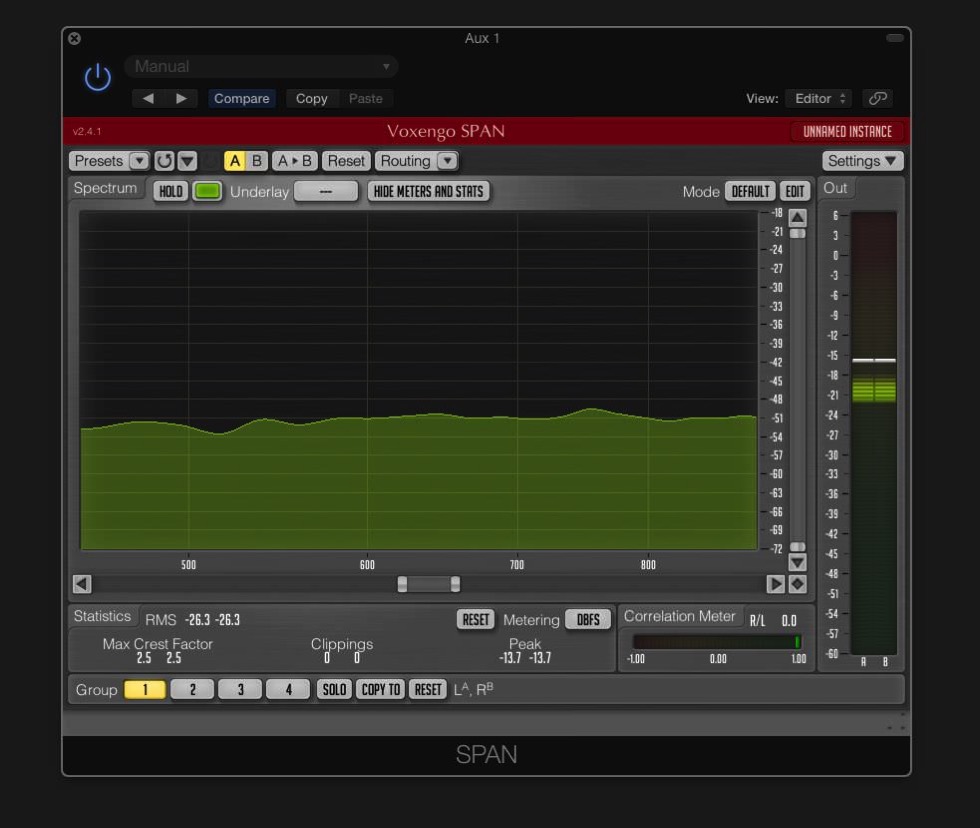 Aux 1
Manual
Compare Copy Paste View: Editor
v2.4.1 Voxengo SPAN UNNAMED INSTANCE
Presets A B A ▸ B Reset Routing Settings
Spectrum HOLD Underlay --- HIDE METERS AND STATS Mode DEFAULT EDIT Out
-18
-21
-24
-27
-30
-33
-36
-39
-42
-45
-48
-51
-54
-57
-60
-63
-66
-69
-72
500 600 700 800
6
3
0
-3
-6
-9
-12
-15
-18
-21
-24
-27
-30
-33
-36
-39
-42
-45
-48
-51
-54
-57
-60
A B
Statistics RMS -26.3 -26.3 RESET Metering DBFS
Max Crest Factor Clippings Peak
2.5 2.5 0 0 -13.7 -13.7
Correlation Meter R/L 0.0
-1.00 0.00 1.00
Group 1 2 3 4 SOLO COPY TO RESET Lᴬ, Rᴮ
SPAN